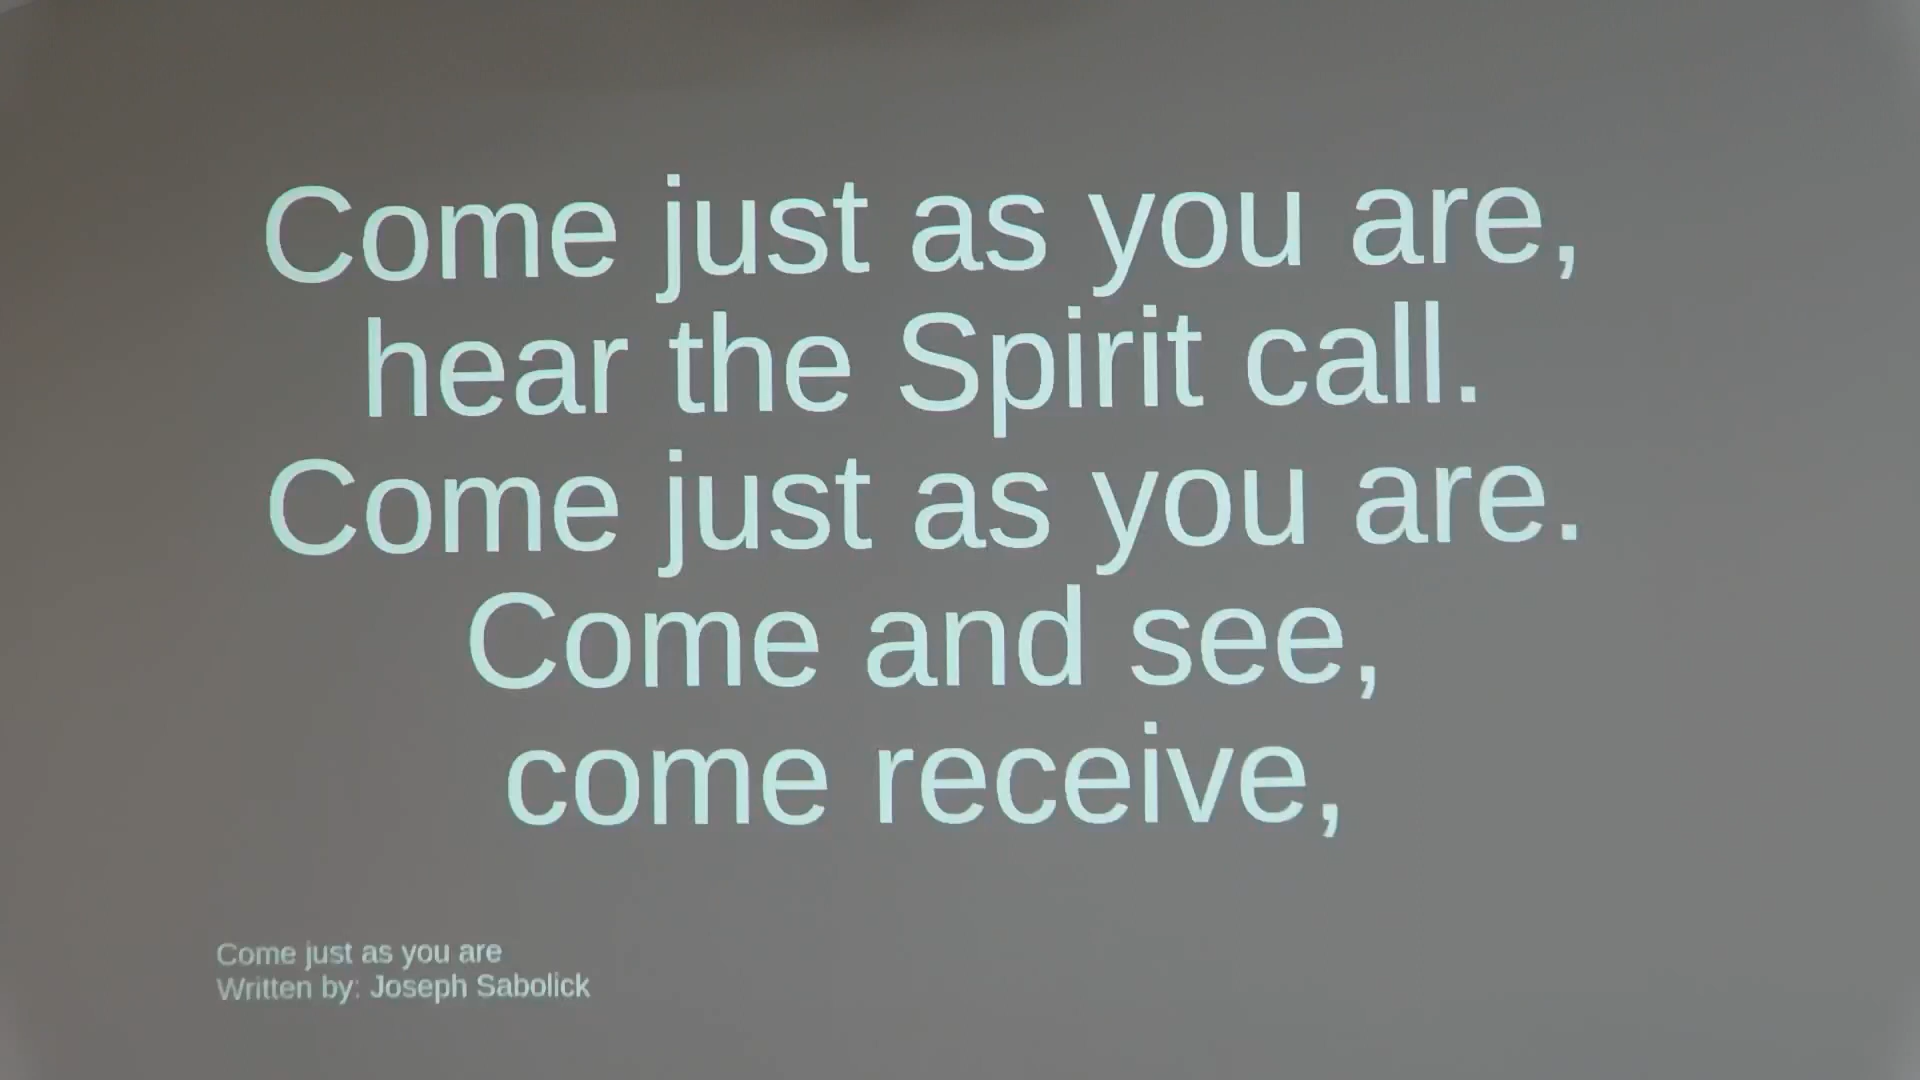 Come just as you are,
hear the Spirit call.
Come just as you are.
Come and see,
come receive,
Come just as you are
Written by: Joseph Sabolick